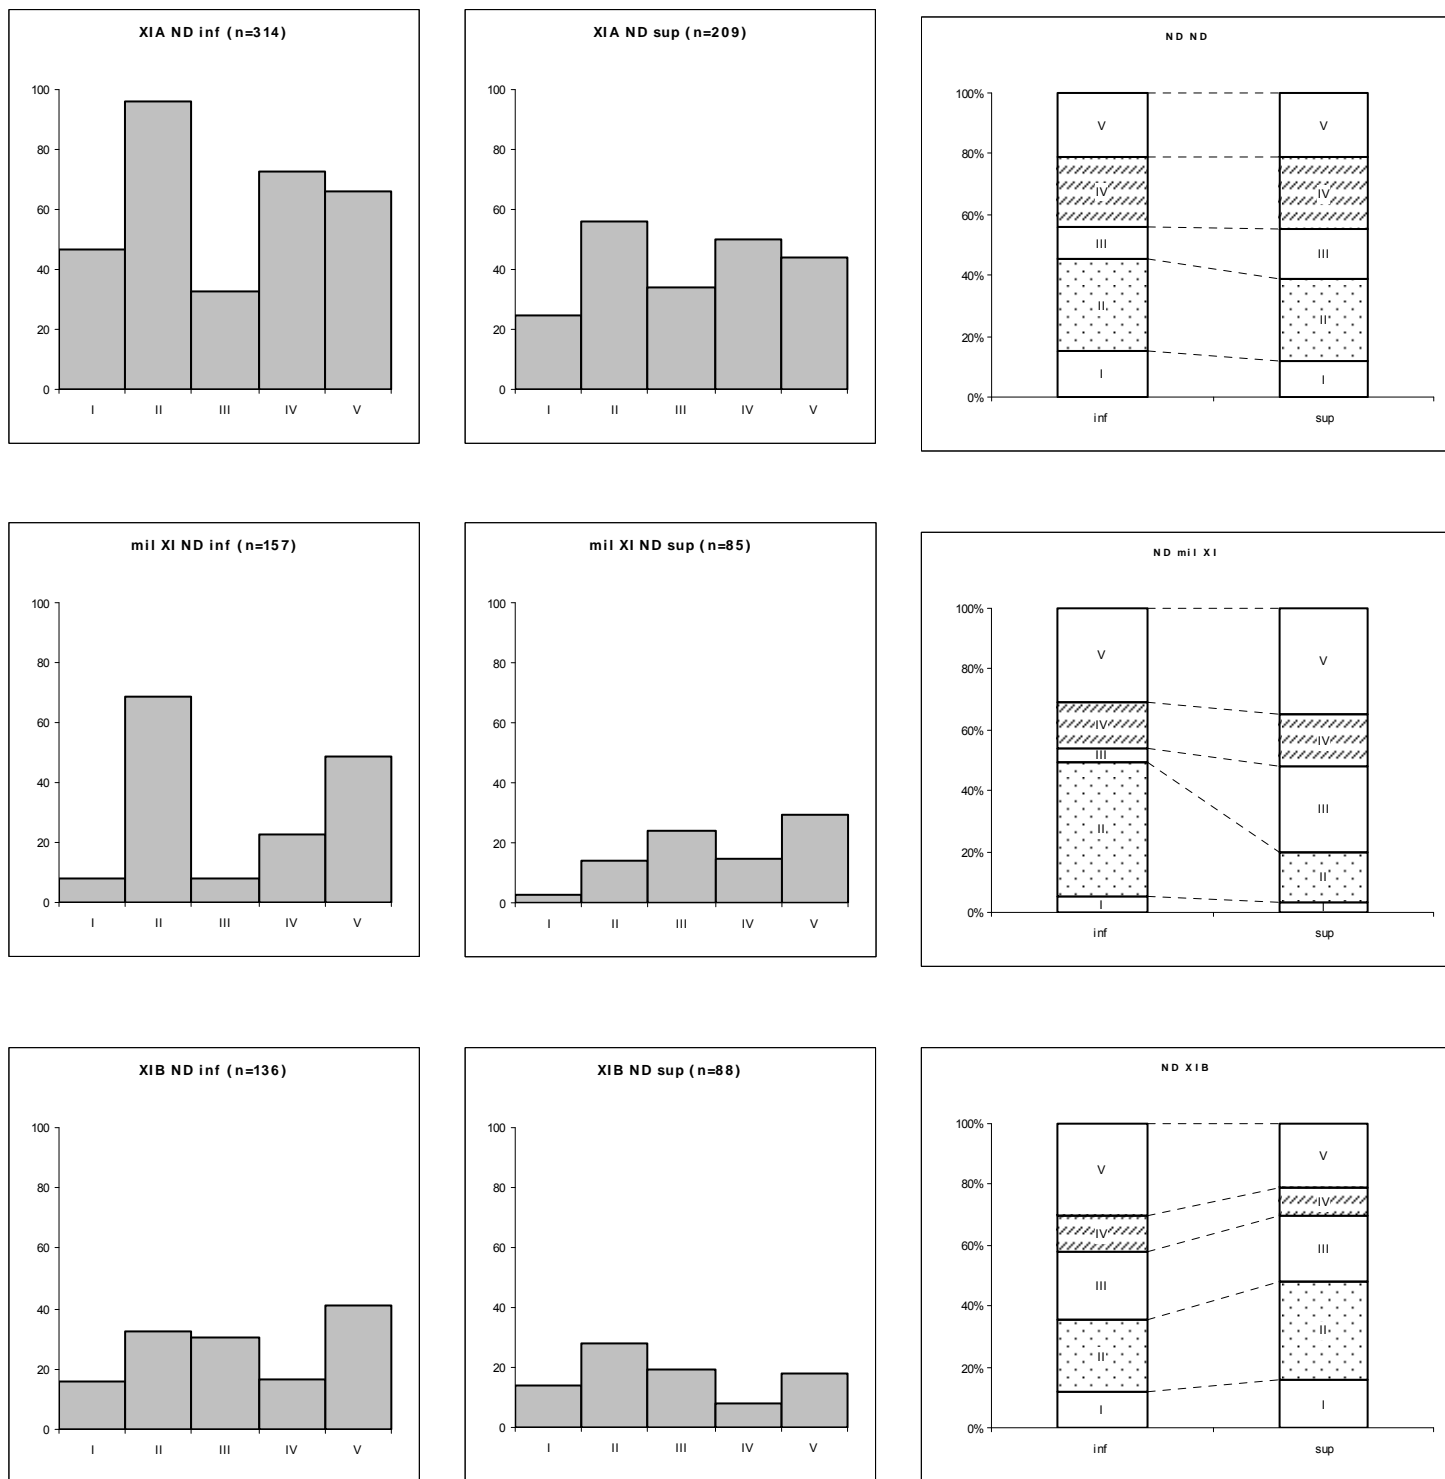 XIA ND inf (n=314)
100
80
60
40
20
0
I II III IV V
XIA ND sup (n=209)
100
80
60
40
20
0
I II III IV V
ND ND
100%
80%
60%
40%
20%
0%
V V
IV IV
III III
II II
I I
inf sup
mil XI ND inf (n=157)
100
80
60
40
20
0
I II III IV V
mil XI ND sup (n=85)
100
80
60
40
20
0
I II III IV V
ND mil XI
100%
80%
60%
40%
20%
0%
V V
IV IV
III III
II II
I I
inf sup
XIB ND inf (n=136)
100
80
60
40
20
0
I II III IV V
XIB ND sup (n=88)
100
80
60
40
20
0
I II III IV V
ND XIB
100%
80%
60%
40%
20%
0%
V V
IV IV
III III
II II
I I
inf sup